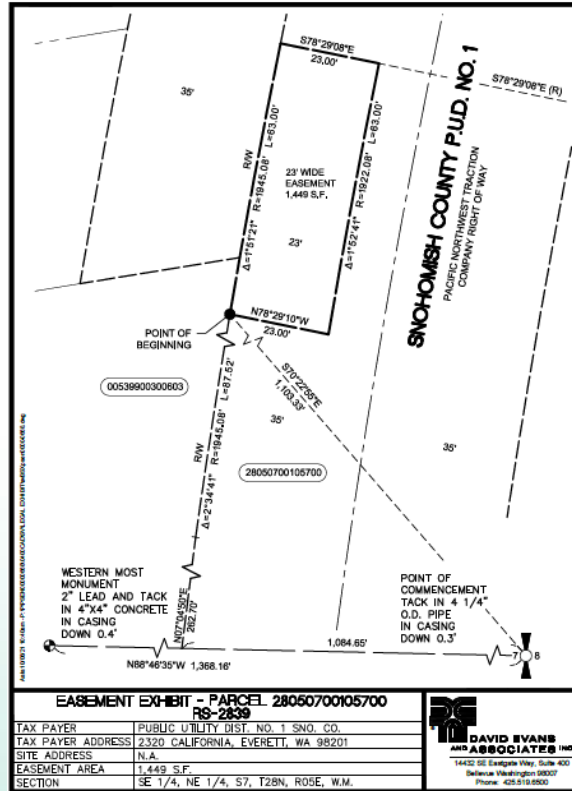 S78°29'08"E
23.00'
S78°29'08"E (R)
35'
R/W
Δ=1°51'21" R=1945.08' L=63.00'
23' WIDE
EASEMENT
1,449 S.F.
23'
Δ=1°52'41" R=1922.08' L=63.00'
SNOHOMISH COUNTY P.U.D. NO. 1
PACIFIC NORTHWEST TRACTION
COMPANY RIGHT OF WAY
N78°29'10"W
23.00'
POINT OF
BEGINNING
00539900300603
R/W
Δ=2°34'41" R=1945.08' L=87.52'
S70°22'55"E
1,103.33'
35'
35'
28050700105700
WESTERN MOST
MONUMENT
2" LEAD AND TACK
IN 4"X4" CONCRETE
IN CASING
DOWN 0.4'
N07°04'50"E
262.70'
POINT OF
COMMENCEMENT
TACK IN 4 1/4"
O.D. PIPE
IN CASING
DOWN 0.3'
1,084.65'
7 8
N88°46'35"W 1,368.16'
EASEMENT EXHIBIT - PARCEL 28050700105700
RS-2839
TAX PAYER PUBLIC UTILITY DIST. NO. 1 SNO. CO.
TAX PAYER ADDRESS 2320 CALIFORNIA, EVERETT, WA 98201
SITE ADDRESS N.A.
EASEMENT AREA 1,449 S.F.
SECTION SE 1/4, NE 1/4, S7, T28N, R05E, W.M.
DAVID EVANS
AND ASSOCIATES INC
14432 SE Eastgate Way, Suite 400
Bellevue Washington 98007
Phone: 425.519.6500